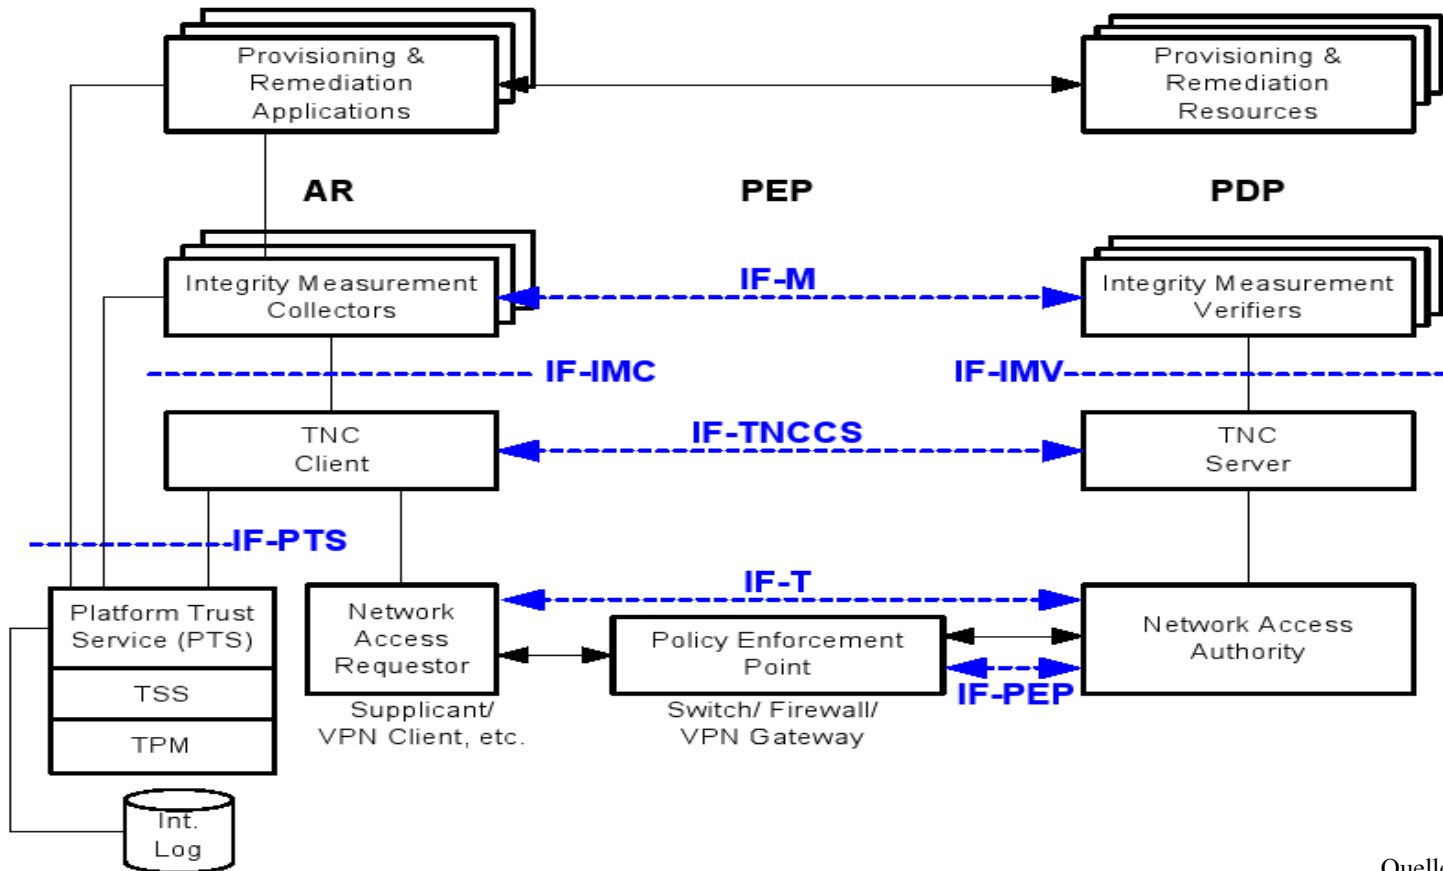 Provisioning &
Remediation
Applications
Provisioning &
Remediation
Resources
AR
PEP
PDP
Integrity Measurement
Collectors
IF-M
Integrity Measurement
Verifiers
IF-IMC
IF-IMV
TNC
Client
IF-TNCCS
TNC
Server
IF-PTS
Platform Trust
Service (PTS)
TSS
TPM
Int.
Log
Network
Access
Requestor
Supplicant/
VPN Client, etc.
IF-T
Policy Enforcement
Point
Switch/ Firewall/
VPN Gateway
IF-PEP
Network Access
Authority